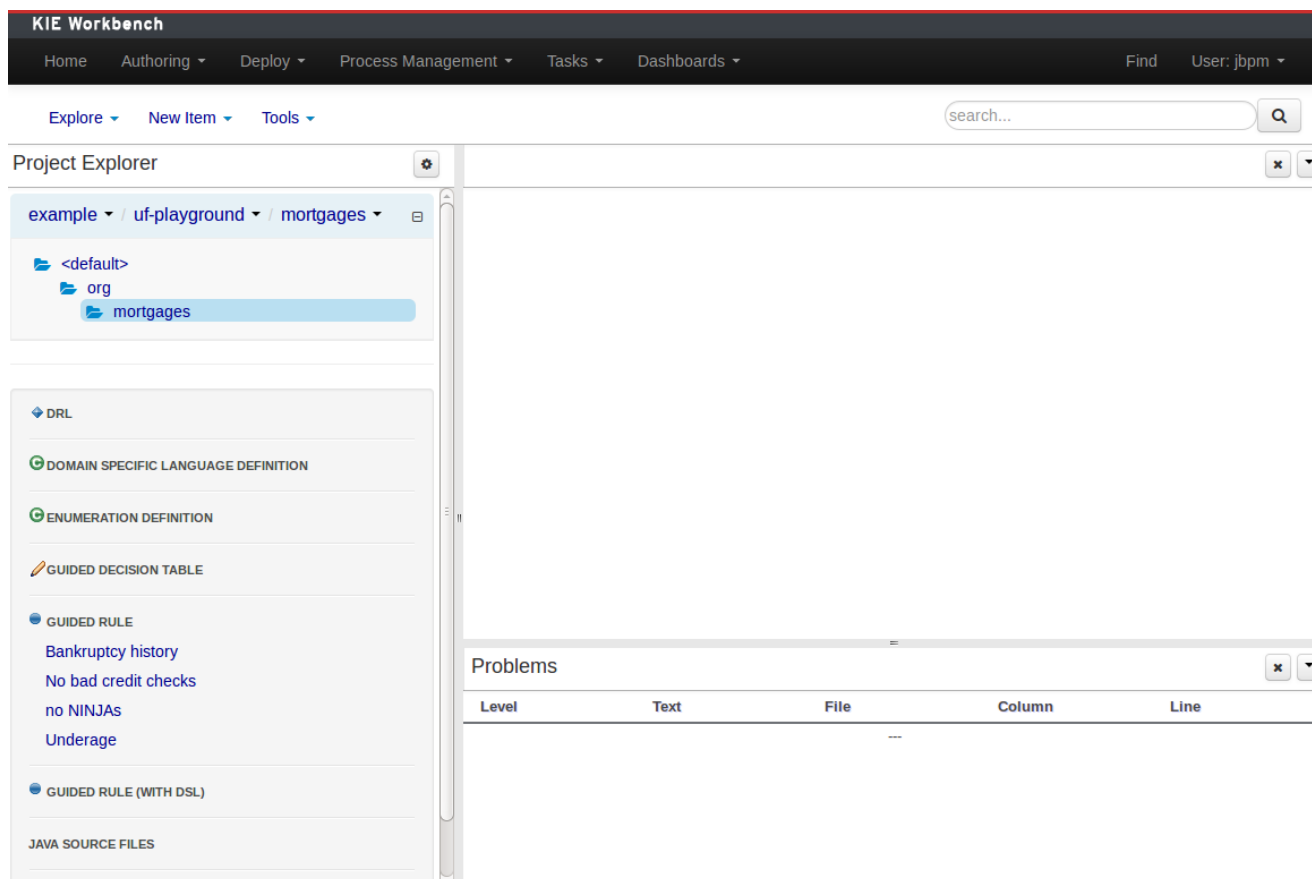 KIE Workbench
Home Authoring Deploy Process Management Tasks Dashboards Find User: jbpm
Explore New Item Tools search...
Project Explorer
example / uf-playground / mortgages
<default>
org
mortgages
DRL
DOMAIN SPECIFIC LANGUAGE DEFINITION
ENUMERATION DEFINITION
GUIDED DECISION TABLE
GUIDED RULE
Bankruptcy history
No bad credit checks
no NINJAs
Underage
GUIDED RULE (WITH DSL)
JAVA SOURCE FILES
Problems
Level Text File Column Line
---